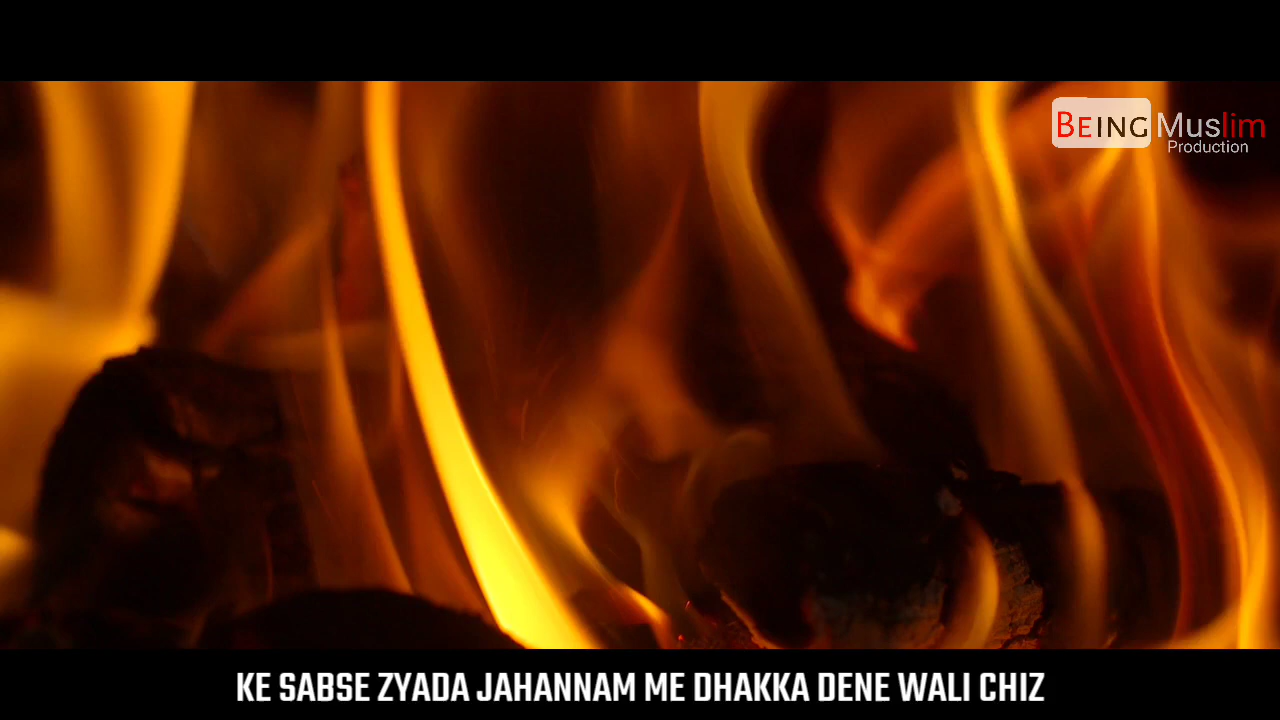 BEING Muslim
Production
KE SABSE ZYADA JAHANNAM ME DHAKKA DENE WALI CHIZ